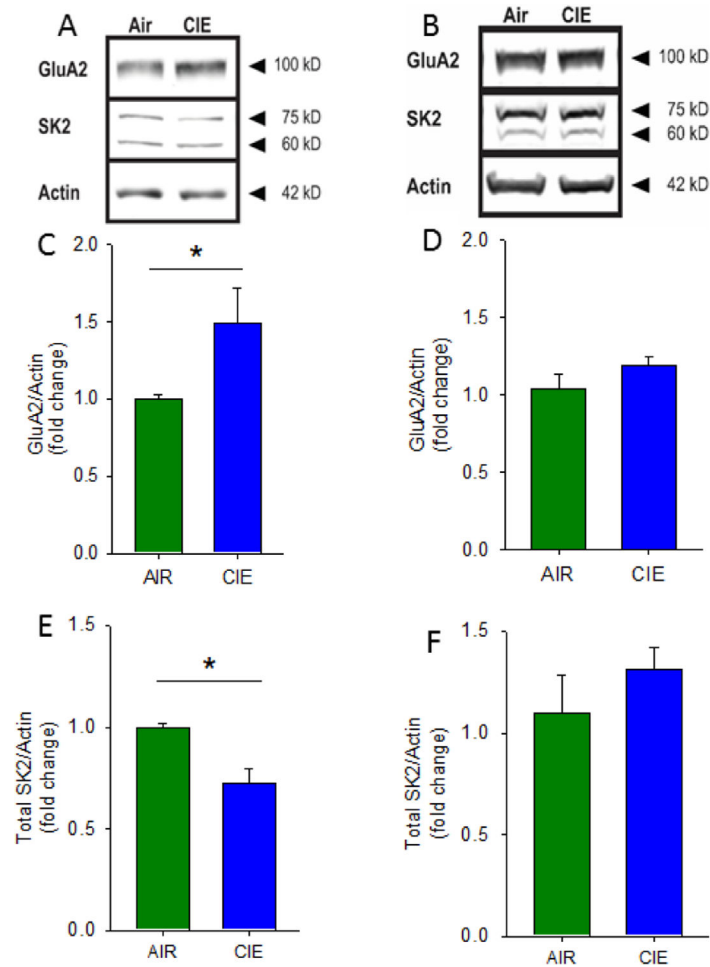 A
Air CIE
GluA2
100 kD
SK2
75 kD
60 kD
Actin
42 kD
B
Air CIE
GluA2
100 kD
SK2
75 kD
60 kD
Actin
42 kD
C
2.0
1.5
1.0
0.5
0.0
GluA2/Actin
(fold change)
*
AIR CIE
D
2.0
1.5
1.0
0.5
0.0
GluA2/Actin
(fold change)
AIR CIE
E
1.5
1.0
0.5
0.0
Total SK2/Actin
(fold change)
*
AIR CIE
F
1.5
1.0
0.5
0.0
Total SK2/Actin
(fold change)
AIR CIE